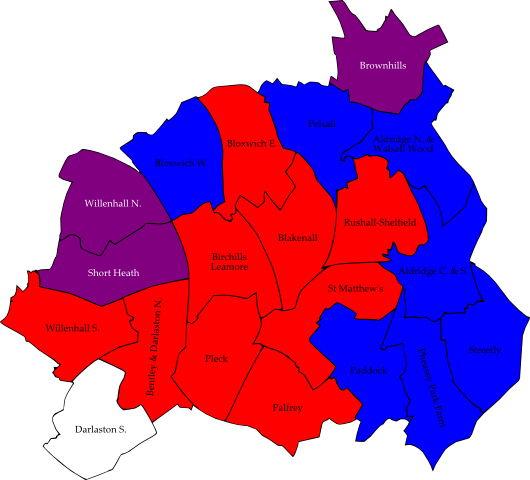 Brownhills
Pelsall
Aldridge N. &
Walsall Wood
Bloxwich E.
Bloxwich W.
Willenhall N.
Rushall-Shelfield
Blakenall
Birchills
Leamore
Short Heath
Aldridge C. & S.
St Matthew's
Willenhall S.
Bentley & Darlaston N.
Pleck
Paddock
Pheasey Park Farm
Streetly
Palfrey
Darlaston S.